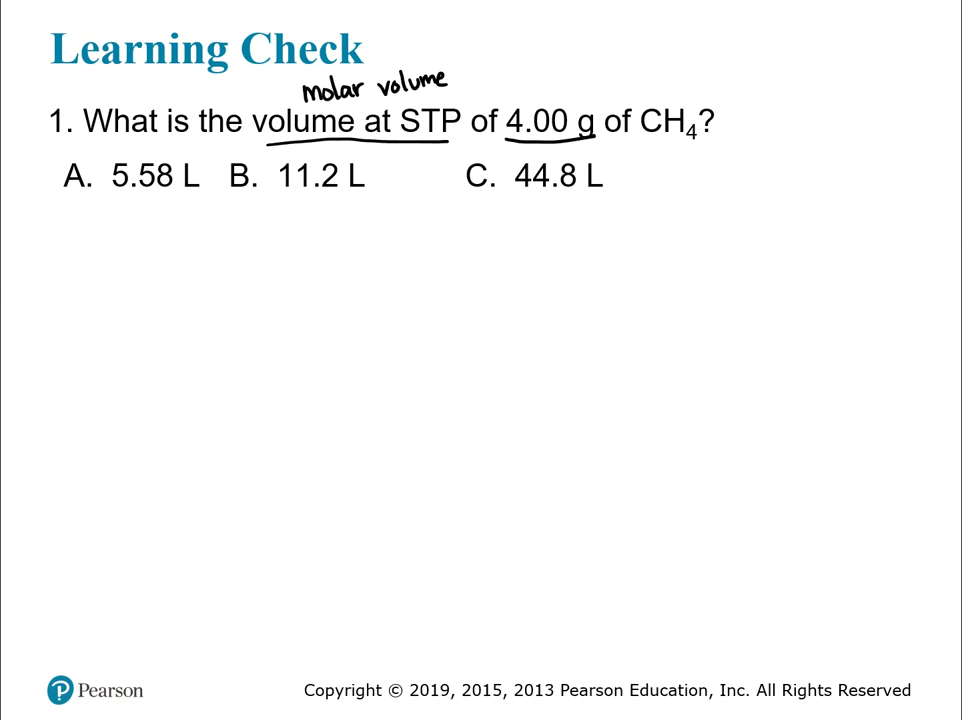 Learning Check
molar volume
1. What is the volume at STP of 4.00 g of CH₄?
A. 5.58 L B. 11.2 L C. 44.8 L
Pearson
Copyright © 2019, 2015, 2013 Pearson Education, Inc. All Rights Reserved